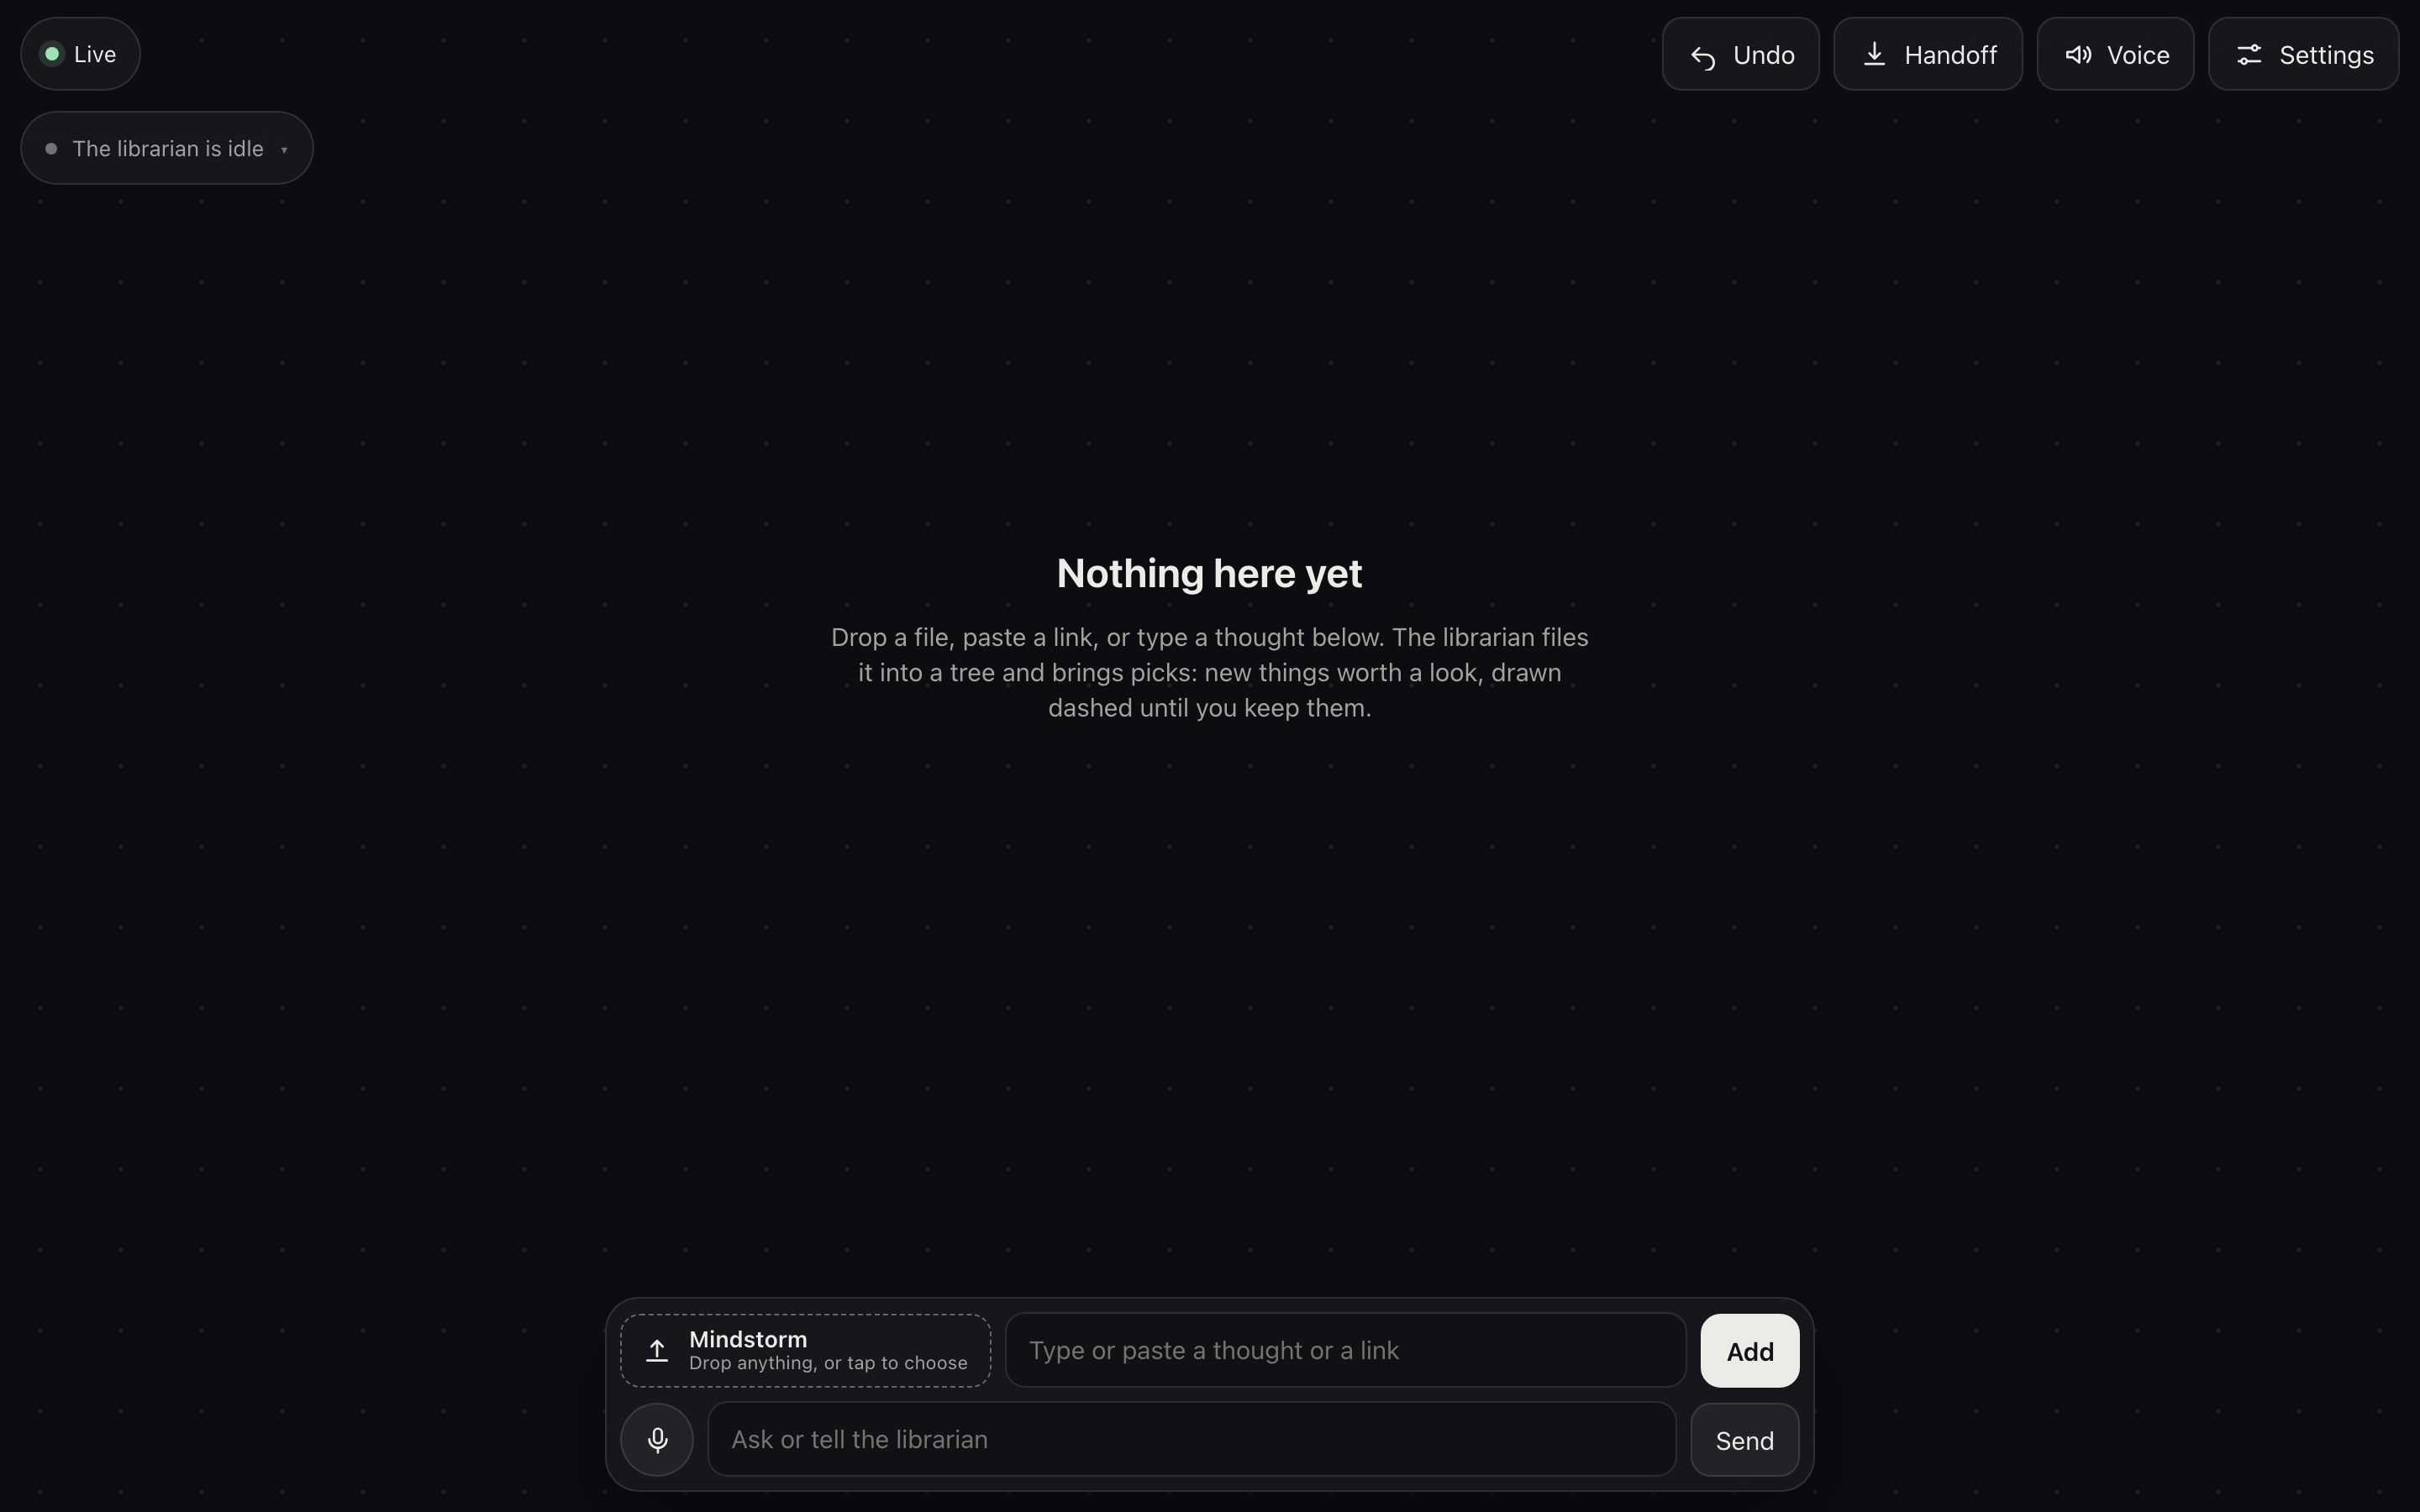 Live
Undo
Handoff
Voice
Settings
The librarian is idle
Nothing here yet
Drop a file, paste a link, or type a thought below. The librarian files
it into a tree and brings picks: new things worth a look, drawn
dashed until you keep them.
Mindstorm
Drop anything, or tap to choose
Type or paste a thought or a link
Add
Ask or tell the librarian
Send